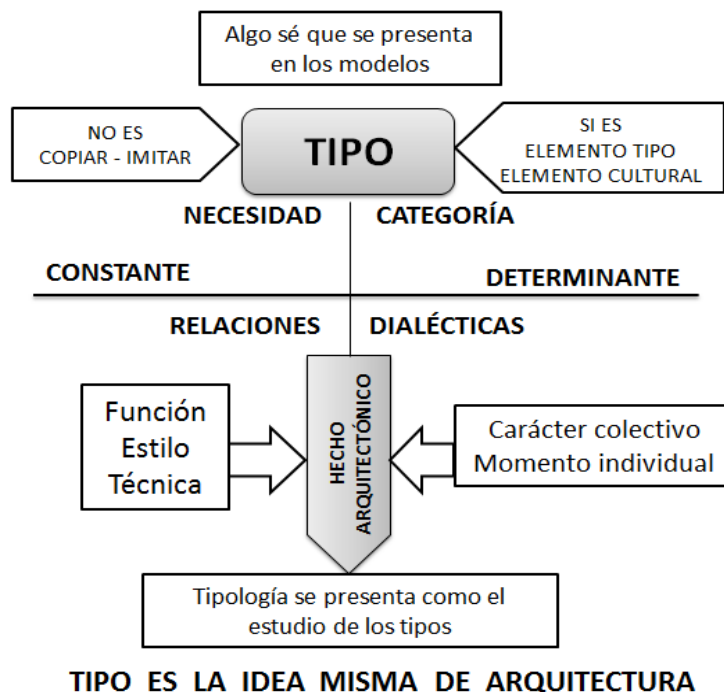 Algo sé que se presenta
en los modelos
NO ES
COPIAR - IMITAR
TIPO
SI ES
ELEMENTO TIPO
ELEMENTO CULTURAL
NECESIDAD
CATEGORÍA
CONSTANTE
DETERMINANTE
RELACIONES
DIALÉCTICAS
Función
Estilo
Técnica
HECHO
ARQUITECTÓNICO
Carácter colectivo
Momento individual
Tipología se presenta como el
estudio de los tipos
TIPO ES LA IDEA MISMA DE ARQUITECTURA